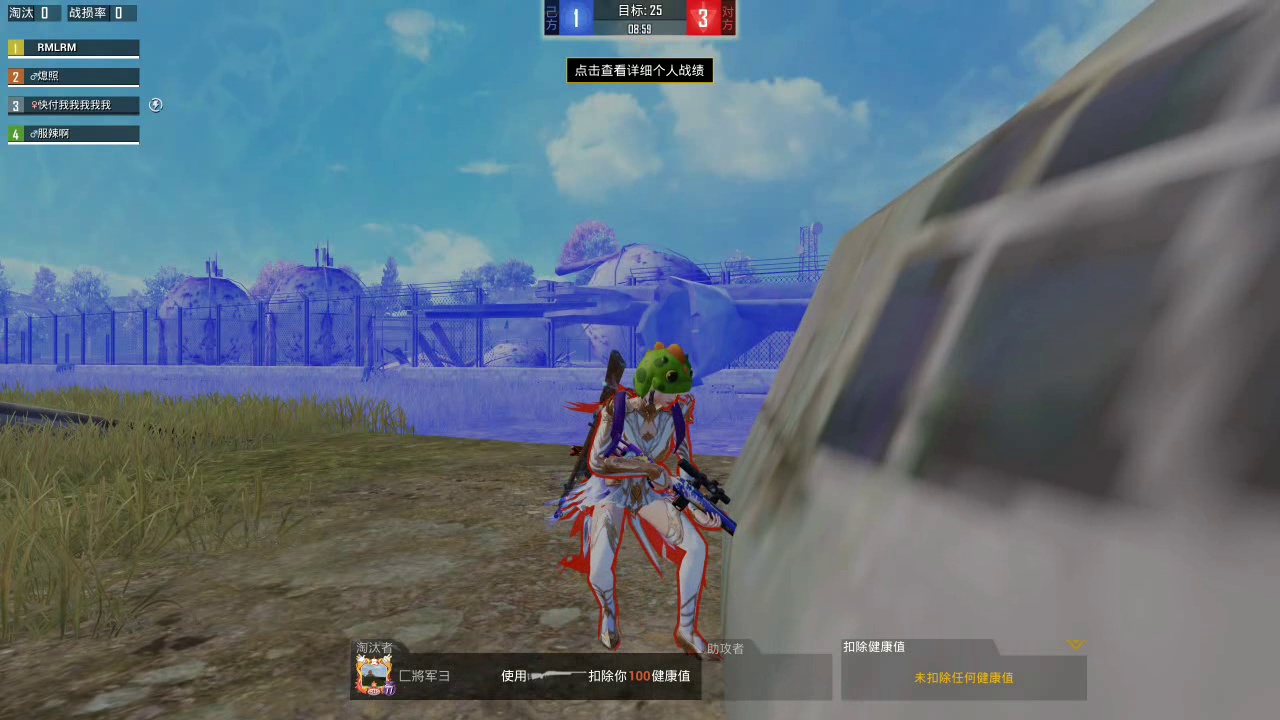 淘汰 0 战损率 0
己方 1 目标: 25 3 对方
08:59
点击查看详细个人战绩
1 RMLRM
2 ♂熄照
3 ♀快付我我我我我
4 ♂服辣啊
淘汰者 助攻者 扣除健康值
匚將軍彐 使用 扣除你100健康值
77
未扣除任何健康值